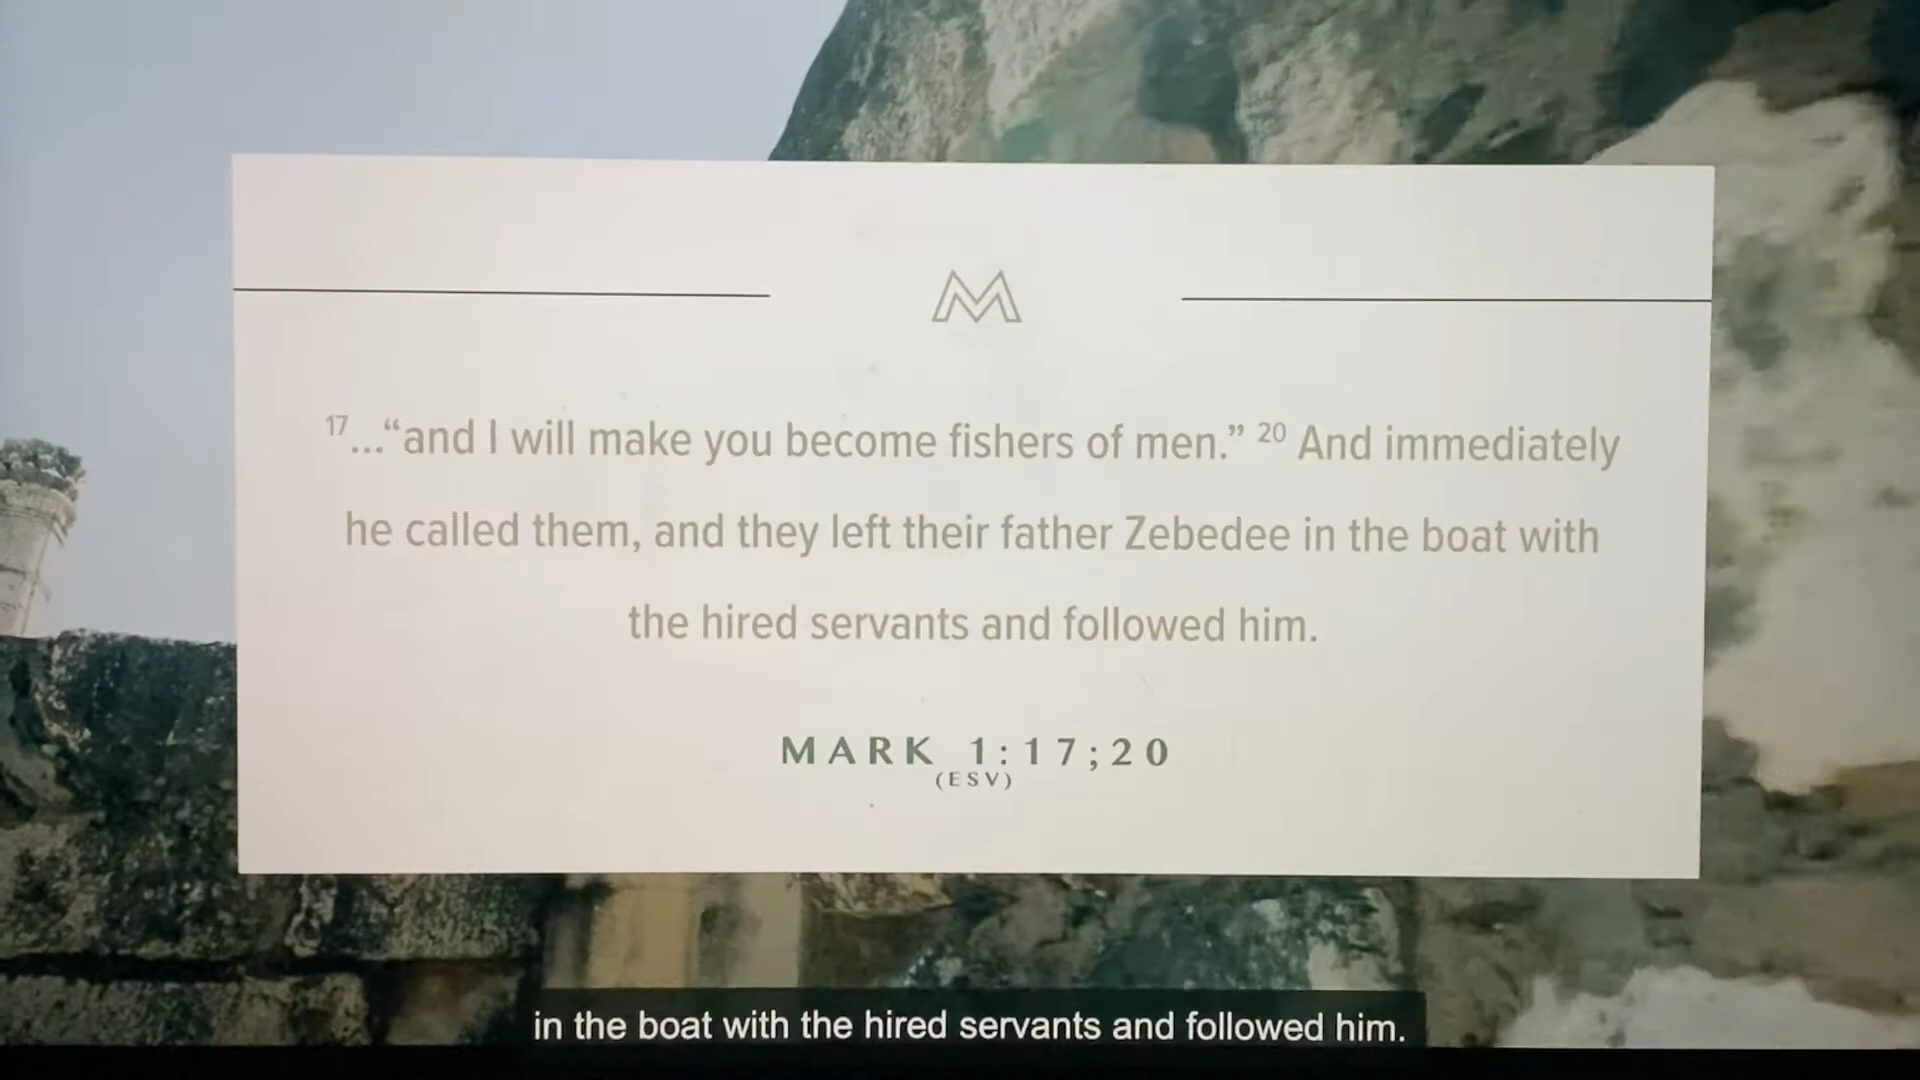 M
17..."and I will make you become fishers of men." 20 And immediately
he called them, and they left their father Zebedee in the boat with
the hired servants and followed him.
MARK 1:17;20
(ESV)
in the boat with the hired servants and followed him.